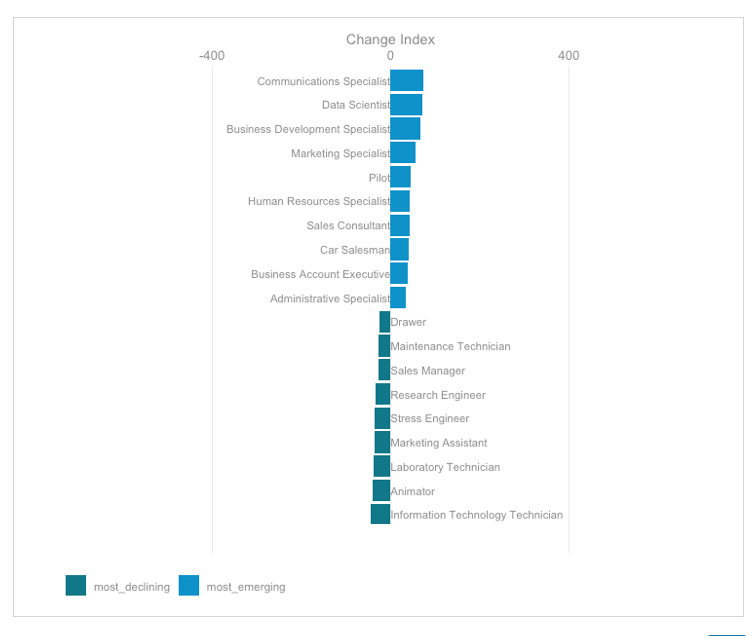 Change Index
-400 0 400
Communications Specialist
Data Scientist
Business Development Specialist
Marketing Specialist
Pilot
Human Resources Specialist
Sales Consultant
Car Salesman
Business Account Executive
Administrative Specialist
Drawer
Maintenance Technician
Sales Manager
Research Engineer
Stress Engineer
Marketing Assistant
Laboratory Technician
Animator
Information Technology Technician
most_declining most_emerging